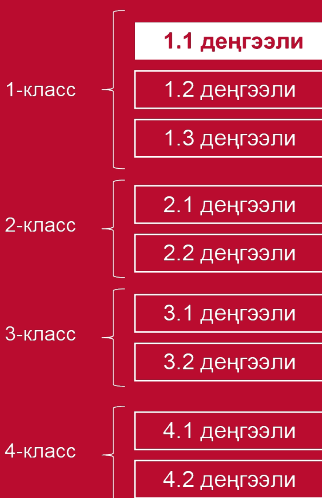 1-класс
1.1 деңгээли
1.2 деңгээли
1.3 деңгээли
2-класс
2.1 деңгээли
2.2 деңгээли
3-класс
3.1 деңгээли
3.2 деңгээли
4-класс
4.1 деңгээли
4.2 деңгээли